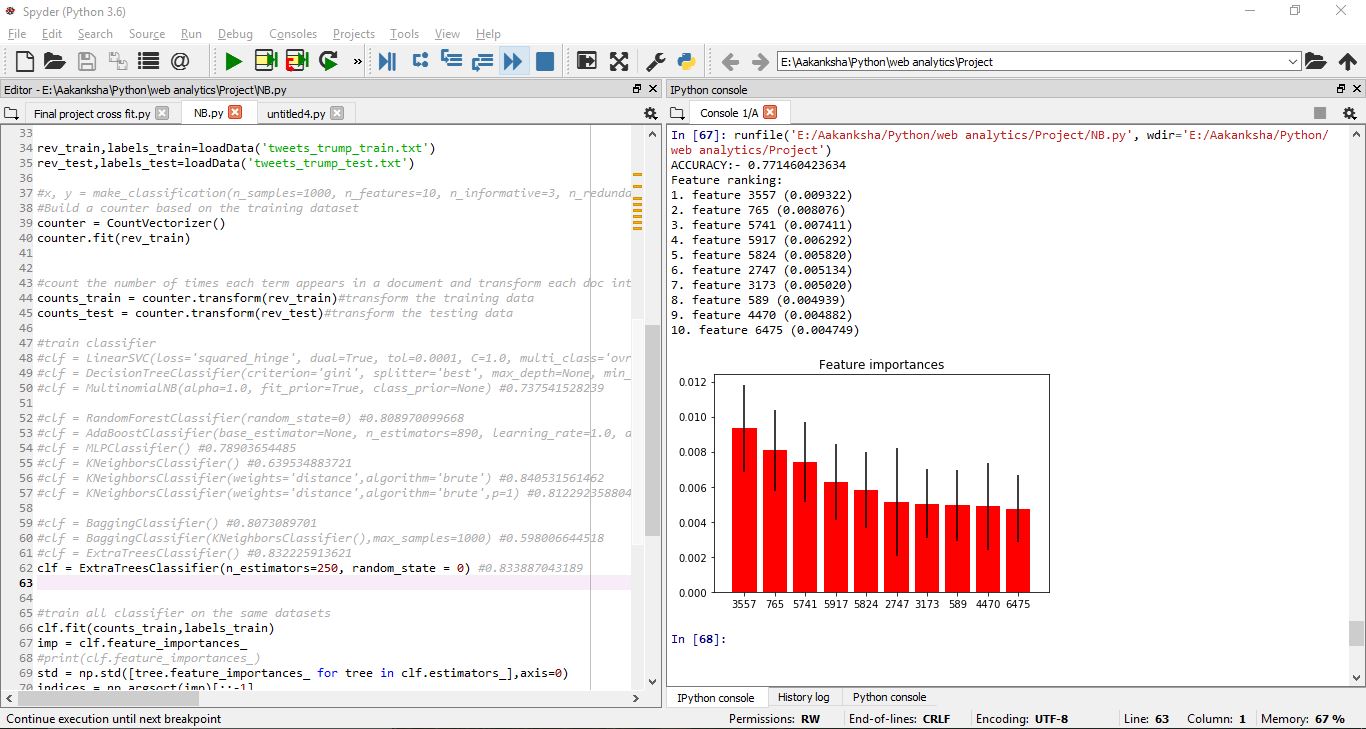 Spyder (Python 3.6)
File Edit Search Source Run Debug Consoles Projects Tools View Help
E:\Aakanksha\Python\web analytics\Project
Editor - E:\Aakanksha\Python\web analytics\Project\NB.py
Final project cross fit.py NB.py untitled4.py
33
34 rev_train,labels_train=loadData('tweets_trump_train.txt')
35 rev_test,labels_test=loadData('tweets_trump_test.txt')
36
37 #x, y = make_classification(n_samples=1000, n_features=10, n_informative=3, n_redunda
38 #Build a counter based on the training dataset
39 counter = CountVectorizer()
40 counter.fit(rev_train)
41
42
43 #count the number of times each term appears in a document and transform each doc int
44 counts_train = counter.transform(rev_train)#transform the training data
45 counts_test = counter.transform(rev_test)#transform the testing data
46
47 #train classifier
48 #clf = LinearSVC(loss='squared_hinge', dual=True, tol=0.0001, C=1.0, multi_class='ovr
49 #clf = DecisionTreeClassifier(criterion='gini', splitter='best', max_depth=None, min_
50 #clf = MultinomialNB(alpha=1.0, fit_prior=True, class_prior=None) #0.737541528239
51
52 #clf = RandomForestClassifier(random_state=0) #0.808970099668
53 #clf = AdaBoostClassifier(base_estimator=None, n_estimators=890, learning_rate=1.0, a
54 #clf = MLPClassifier() #0.78903654485
55 #clf = KNeighborsClassifier() #0.639534883721
56 #clf = KNeighborsClassifier(weights='distance',algorithm='brute') #0.840531561462
57 #clf = KNeighborsClassifier(weights='distance',algorithm='brute',p=1) #0.812292358804
58
59 #clf = BaggingClassifier() #0.8073089701
60 #clf = BaggingClassifier(KNeighborsClassifier(),max_samples=1000) #0.598006644518
61 #clf = ExtraTreesClassifier() #0.832225913621
62 clf = ExtraTreesClassifier(n_estimators=250, random_state = 0) #0.833887043189
63
64
65 #train all classifier on the same datasets
66 clf.fit(counts_train,labels_train)
67 imp = clf.feature_importances_
68 #print(clf.feature_importances_)
69 std = np.std([tree.feature_importances_ for tree in clf.estimators_],axis=0)
70 indices = np.argsort(imp)[::-1]
IPython console
Console 1/A
In [67]: runfile('E:/Aakanksha/Python/web analytics/Project/NB.py', wdir='E:/Aakanksha/Python/
web analytics/Project')
ACCURACY:- 0.771460423634
Feature ranking:
1. feature 3557 (0.009322)
2. feature 765 (0.008076)
3. feature 5741 (0.007411)
4. feature 5917 (0.006292)
5. feature 5824 (0.005820)
6. feature 2747 (0.005134)
7. feature 3173 (0.005020)
8. feature 589 (0.004939)
9. feature 4470 (0.004882)
10. feature 6475 (0.004749)
Feature importances
0.012
0.010
0.008
0.006
0.004
0.002
0.000
3557 765 5741 5917 5824 2747 3173 589 4470 6475
In [68]:
IPython console History log Python console
Continue execution until next breakpoint Permissions: RW End-of-lines: CRLF Encoding: UTF-8 Line: 63 Column: 1 Memory: 67 %